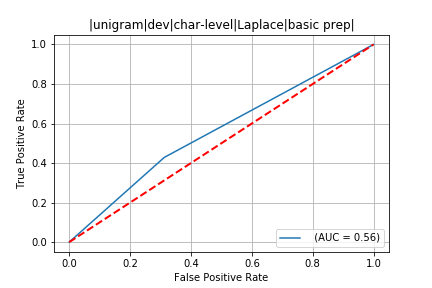 |unigram|dev|char-level|Laplace|basic prep|
True Positive Rate
1.0
0.8
0.6
0.4
0.2
0.0
(AUC = 0.56)
0.0 0.2 0.4 0.6 0.8 1.0
False Positive Rate